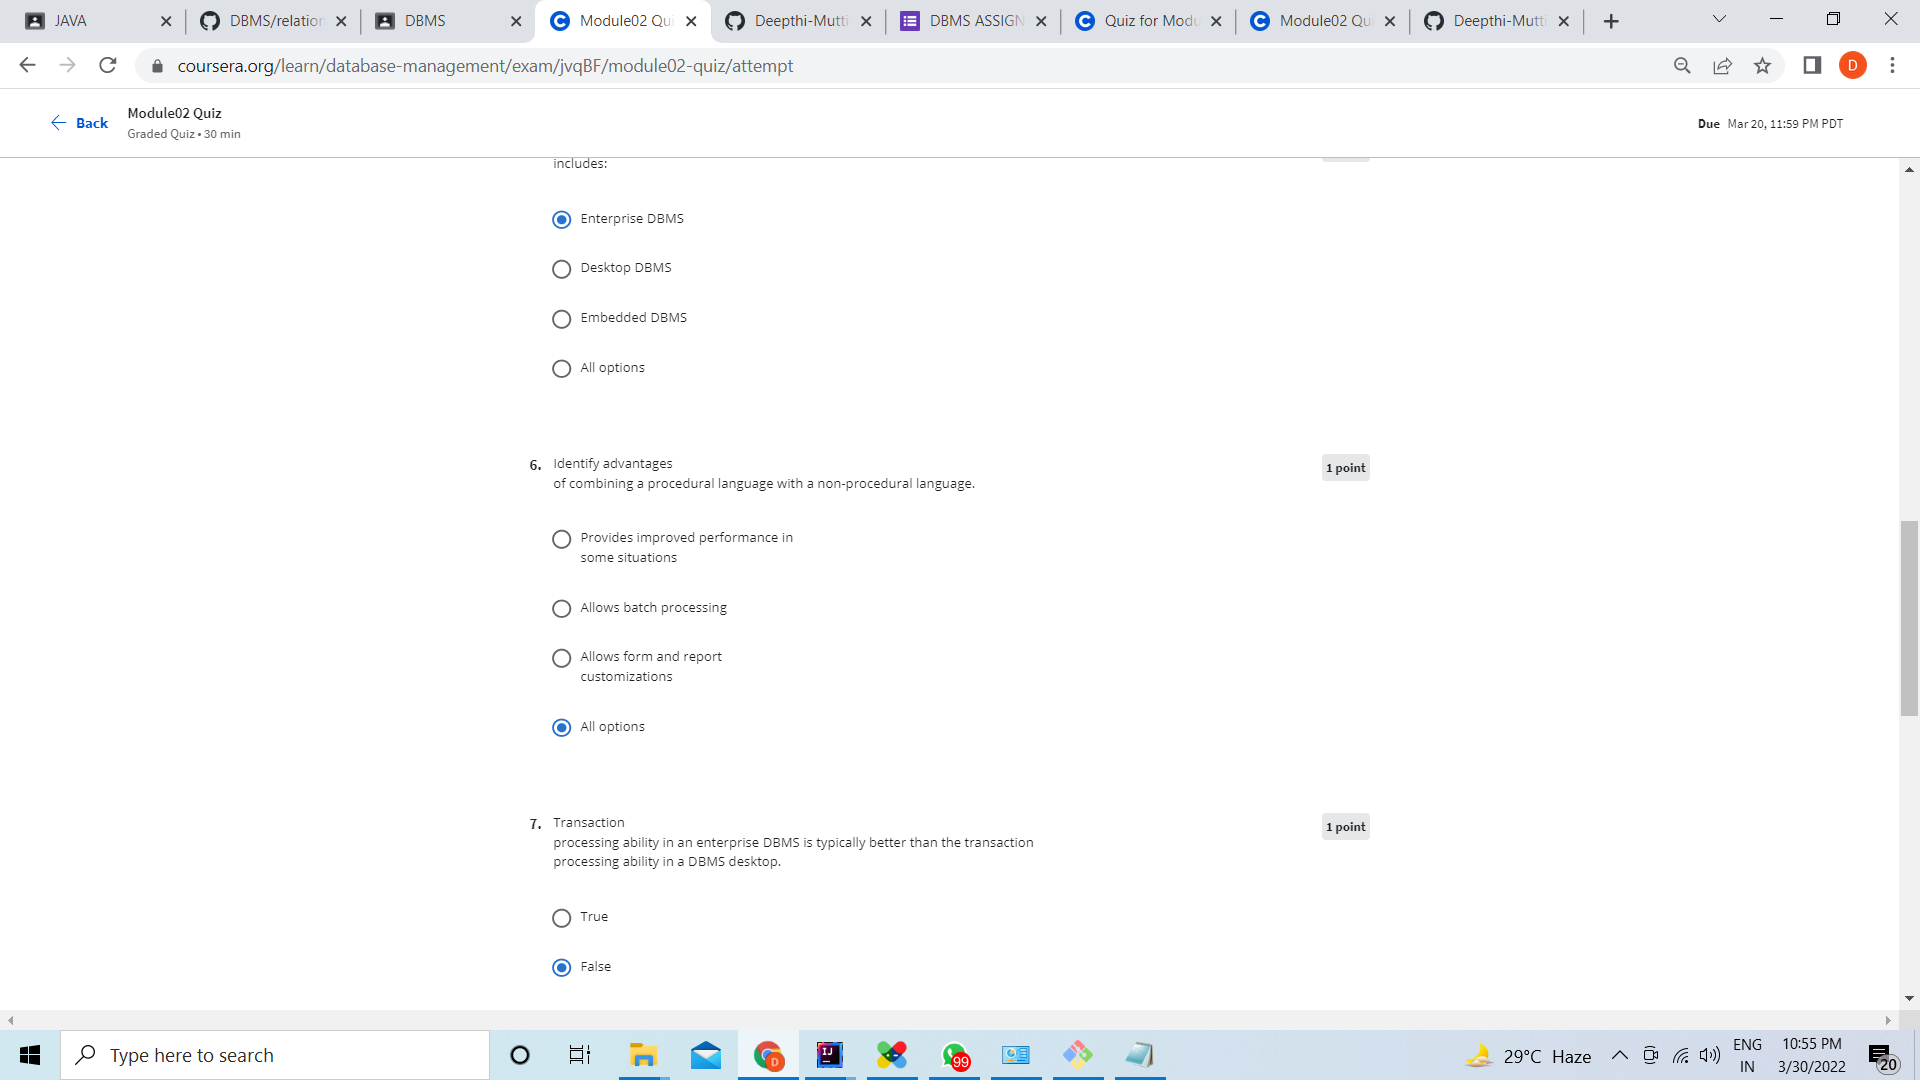 JAVA
DBMS/relation
DBMS
Module02 Qui
Deepthi-Mutti
DBMS ASSIGN
Quiz for Modu
Module02 Qu
Deepthi-Mutti
coursera.org/learn/database-management/exam/jvqBF/module02-quiz/attempt
D
Back
Module02 Quiz
Graded Quiz • 30 min
Due Mar 20, 11:59 PM PDT
includes:
Enterprise DBMS
Desktop DBMS
Embedded DBMS
All options
6. Identify advantages
of combining a procedural language with a non-procedural language.
1 point
Provides improved performance in
some situations
Allows batch processing
Allows form and report
customizations
All options
7. Transaction
processing ability in an enterprise DBMS is typically better than the transaction
processing ability in a DBMS desktop.
1 point
True
False
Type here to search
D
IJ
99
29°C Haze
ENG
IN
10:55 PM
3/30/2022
20